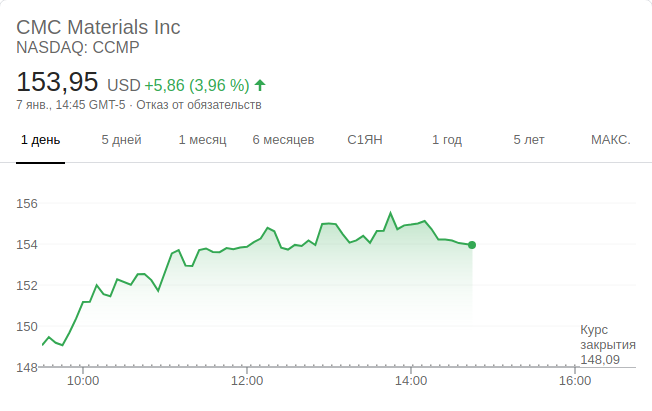 CMC Materials Inc
NASDAQ: CCMP
153,95 USD +5,86 (3,96 %)
7 янв., 14:45 GMT-5 · Отказ от обязательств
1 день 5 дней 1 месяц 6 месяцев С1ЯН 1 год 5 лет МАКС.
156
154
152
150
Курс
закрытия
148,09
148
10:00 12:00 14:00 16:00